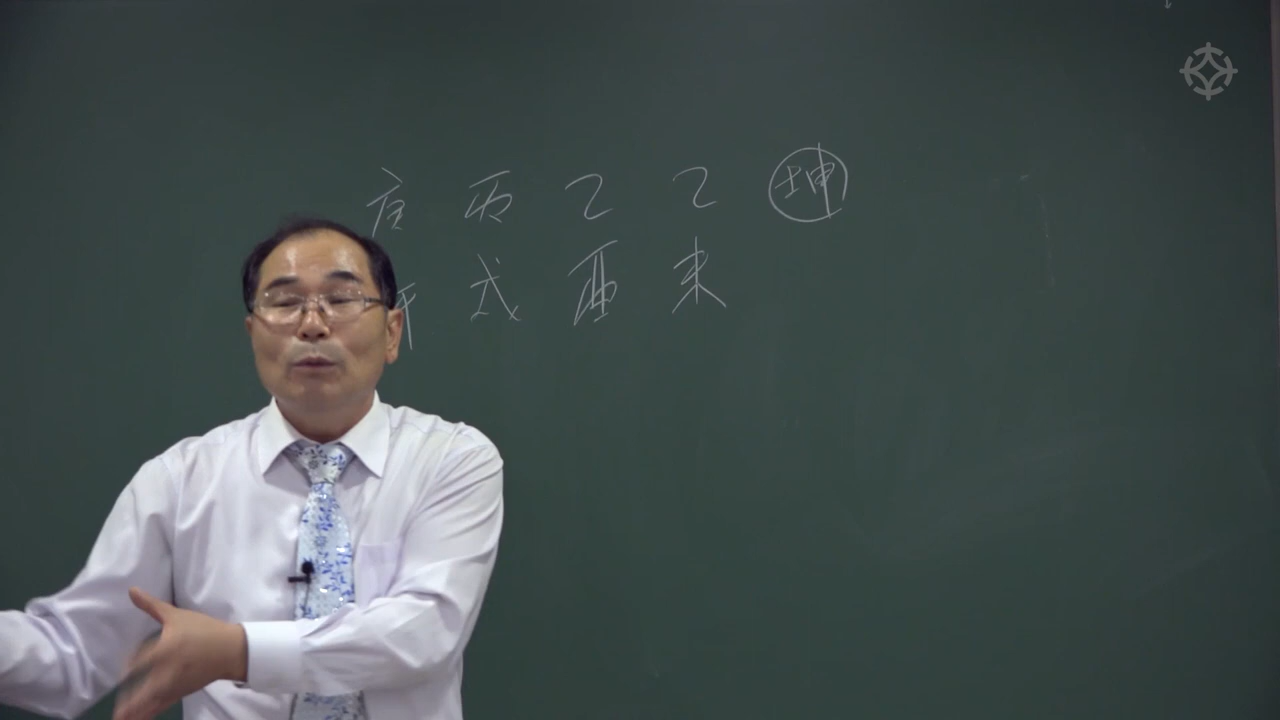 庚 丙 乙 乙 坤
戌 酉 未